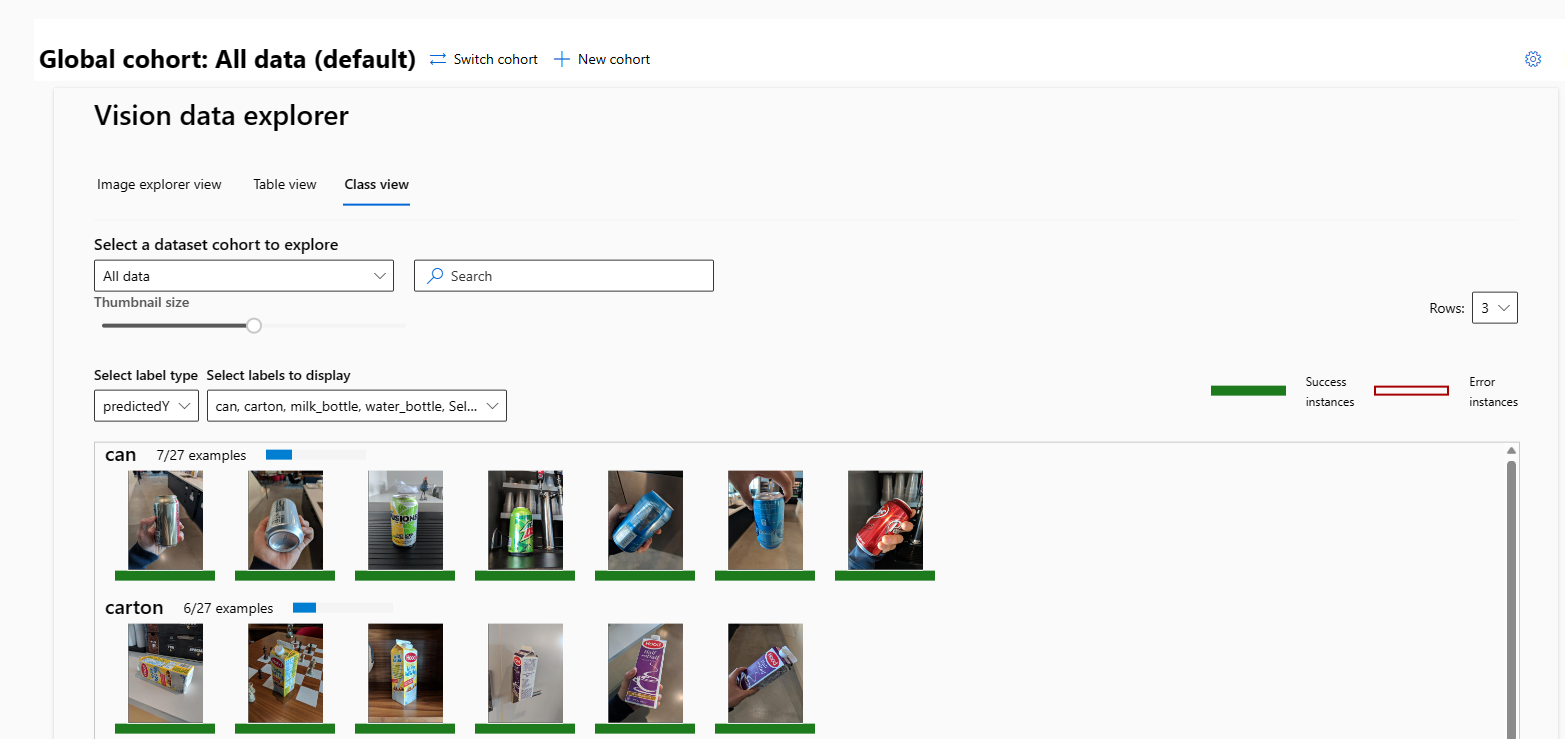 Global cohort: All data (default) Switch cohort New cohort
Vision data explorer
Image explorer view Table view Class view
Select a dataset cohort to explore
All data Search
Thumbnail size
Rows: 3
Select label type Select labels to display
predictedY can, carton, milk_bottle, water_bottle, Sel...
Success instances Error instances
can 7/27 examples
carton 6/27 examples